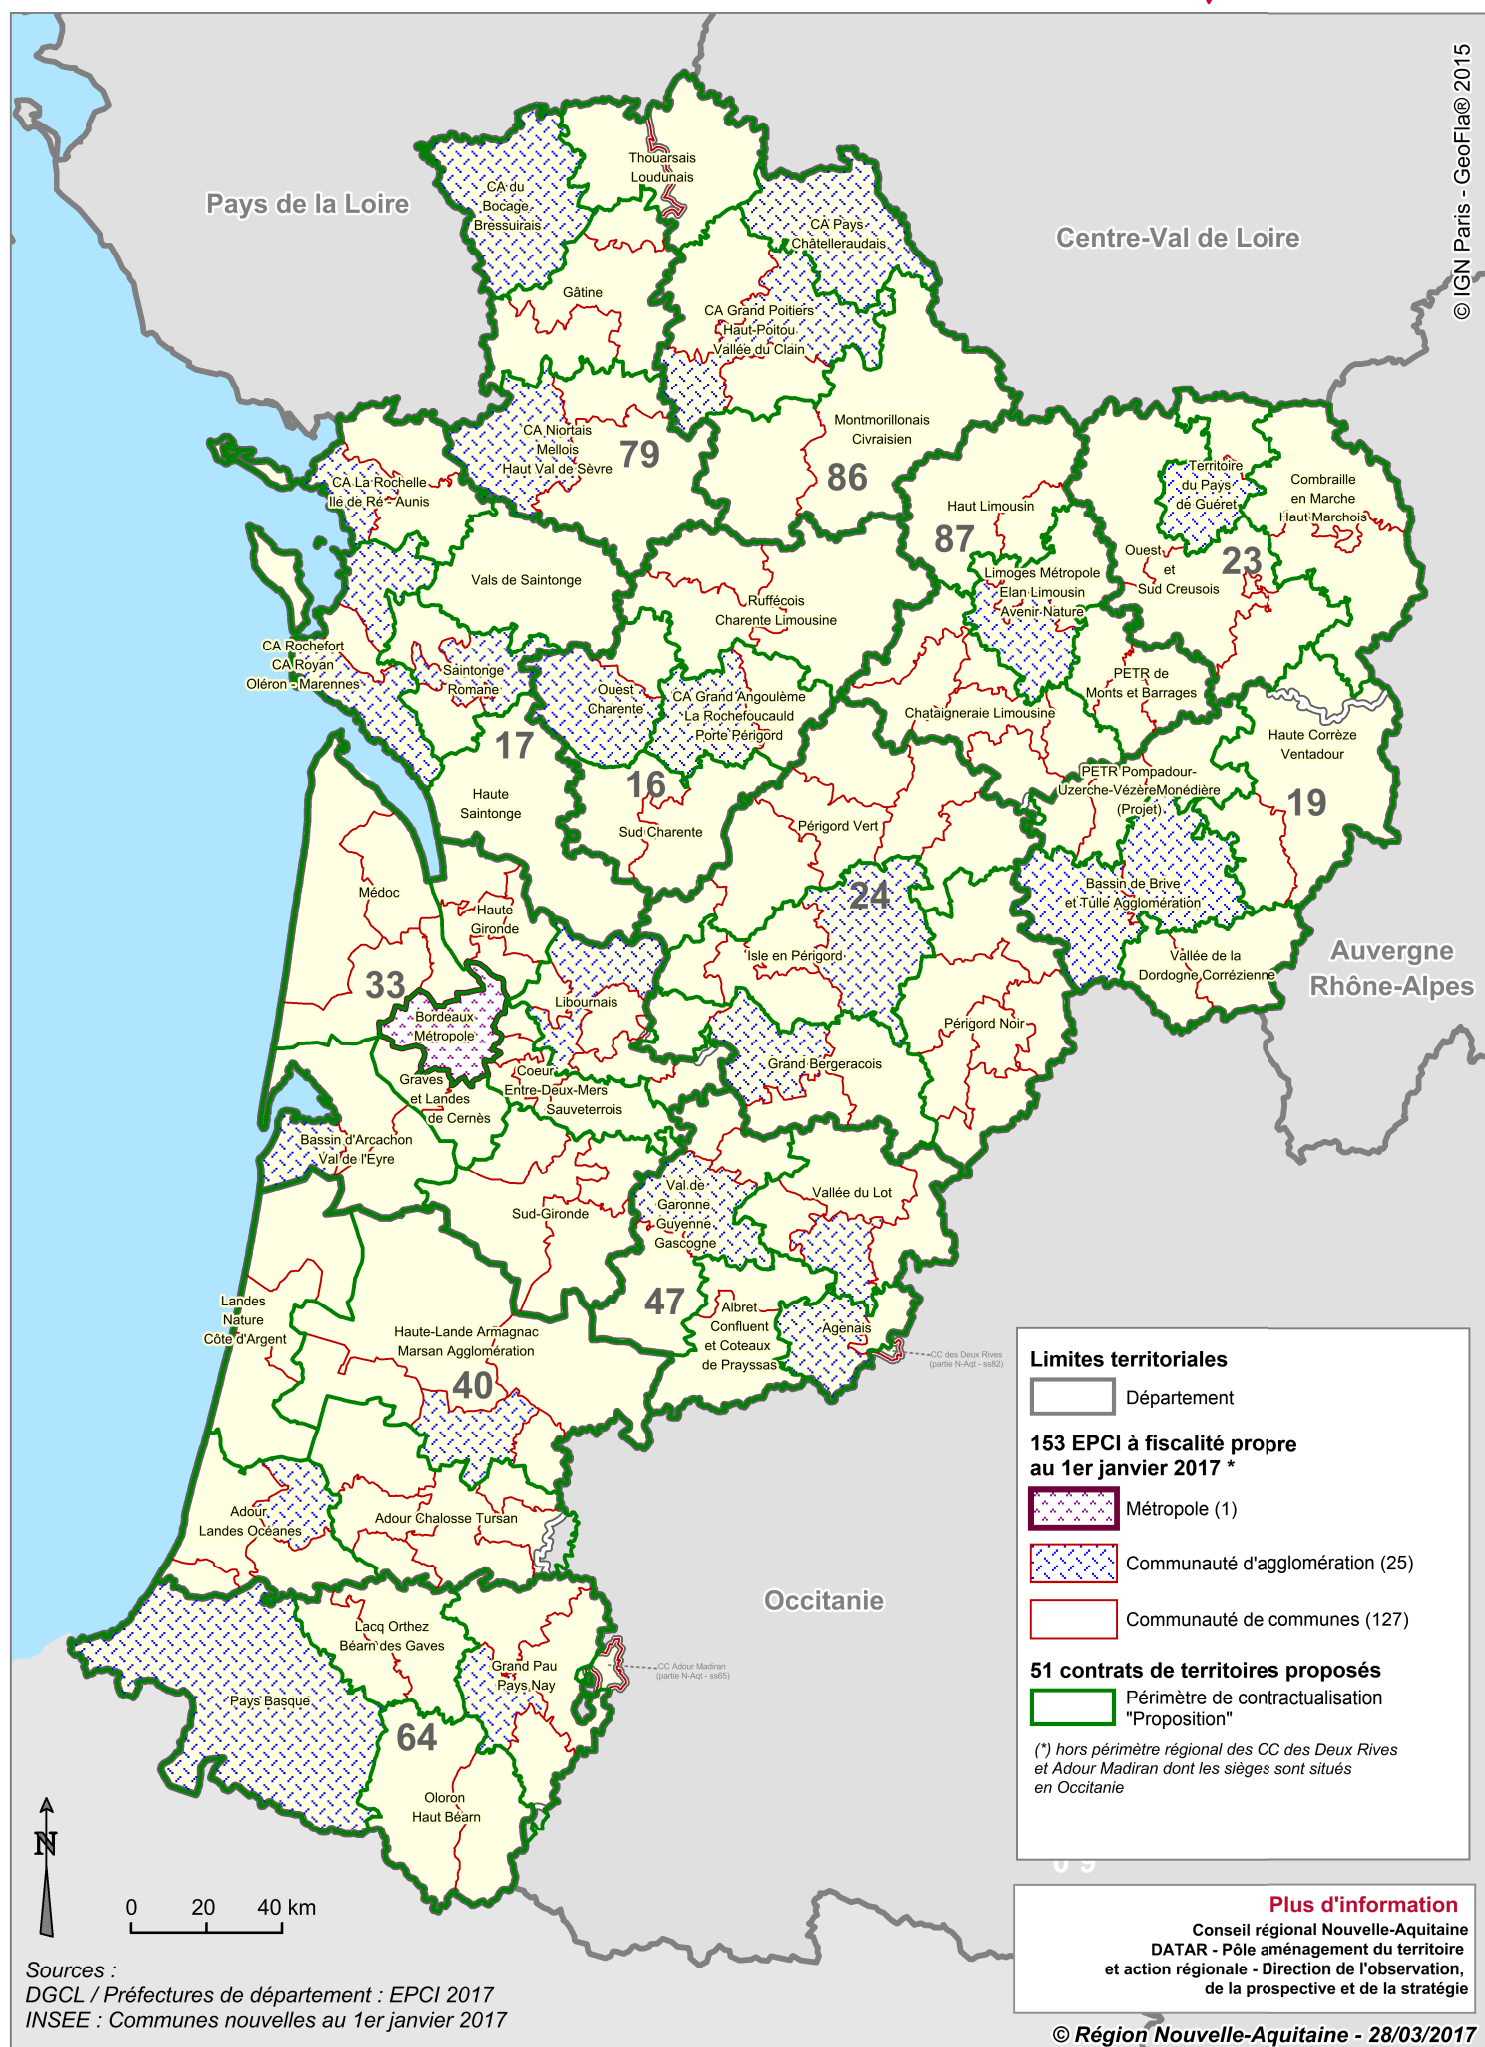 © IGN Paris - GeoFla® 2015
Pays de la Loire
Centre-Val de Loire
Thouarsais
Loudunais
CA du
Bocage
Bressuirais
CA Pays
Châtelleraudais
Gâtine
CA Grand Poitiers
Haut-Poitou
Vallée du Clain
Montmorillonais
Civraisien
CA Niortais
Mellois
Haut Val de Sèvre
79
86
CA La Rochelle
Ile de Ré - Aunis
Haut Limousin
87
Territoire
du Pays
de Guéret
Combraille
en Marche
Haut Marchois
Ouest
et
Sud Creusois
23
Vals de Saintonge
Ruffécois
Charente Limousine
Limoges Métropole
Elan Limousin
Avenir Nature
CA Rochefort
CA Royan
Oléron - Marennes
Saintonge
Romane
Ouest
Charente
CA Grand Angoulème
La Rochefoucauld
Porte Périgord
PETR de
Monts et Barrages
Chataigneraie Limousine
17
16
Haute Corrèze
Ventadour
PETR Pompadour-
Uzerche-VézèreMonédière
(Projet)
19
Haute
Saintonge
Sud Charente
Périgord Vert
Médoc
Haute
Gironde
24
Bassin de Brive
et Tulle Agglomération
Isle en Périgord
Vallée de la
Dordogne Corrézienne
Auvergne
Rhône-Alpes
33
Bordeaux
Métropole
Libournais
Périgord Noir
Grand Bergeracois
Graves
et Landes
de Cernès
Coeur
Entre-Deux-Mers
Sauveterrois
Bassin d'Arcachon
Val de l'Eyre
Sud-Gironde
Val de
Garonne
Guyenne
Gascogne
Vallée du Lot
47
Albret
Confluent
et Coteaux
de Prayssas
Agenais
CC des Deux Rives
(partie N-Aqt - ss82)
Landes
Nature
Côte d'Argent
Haute-Lande Armagnac
Marsan Agglomération
40
Adour
Landes Océanes
Adour Chalosse Tursan
Occitanie
Lacq Orthez
Béarn des Gaves
Grand Pau
Pays Nay
CC Adour Madiran
(partie N-Aqt - ss65)
Pays Basque
64
Oloron
Haut Béarn
Limites territoriales
Département
153 EPCI à fiscalité propre
au 1er janvier 2017 *
Métropole (1)
Communauté d'agglomération (25)
Communauté de communes (127)
51 contrats de territoires proposés
Périmètre de contractualisation
"Proposition"
(*) hors périmètre régional des CC des Deux Rives
et Adour Madiran dont les sièges sont situés
en Occitanie
N
0 20 40 km
Plus d'information
Conseil régional Nouvelle-Aquitaine
DATAR - Pôle aménagement du territoire
et action régionale - Direction de l'observation,
de la prospective et de la stratégie
Sources :
DGCL / Préfectures de département : EPCI 2017
INSEE : Communes nouvelles au 1er janvier 2017
© Région Nouvelle-Aquitaine - 28/03/2017